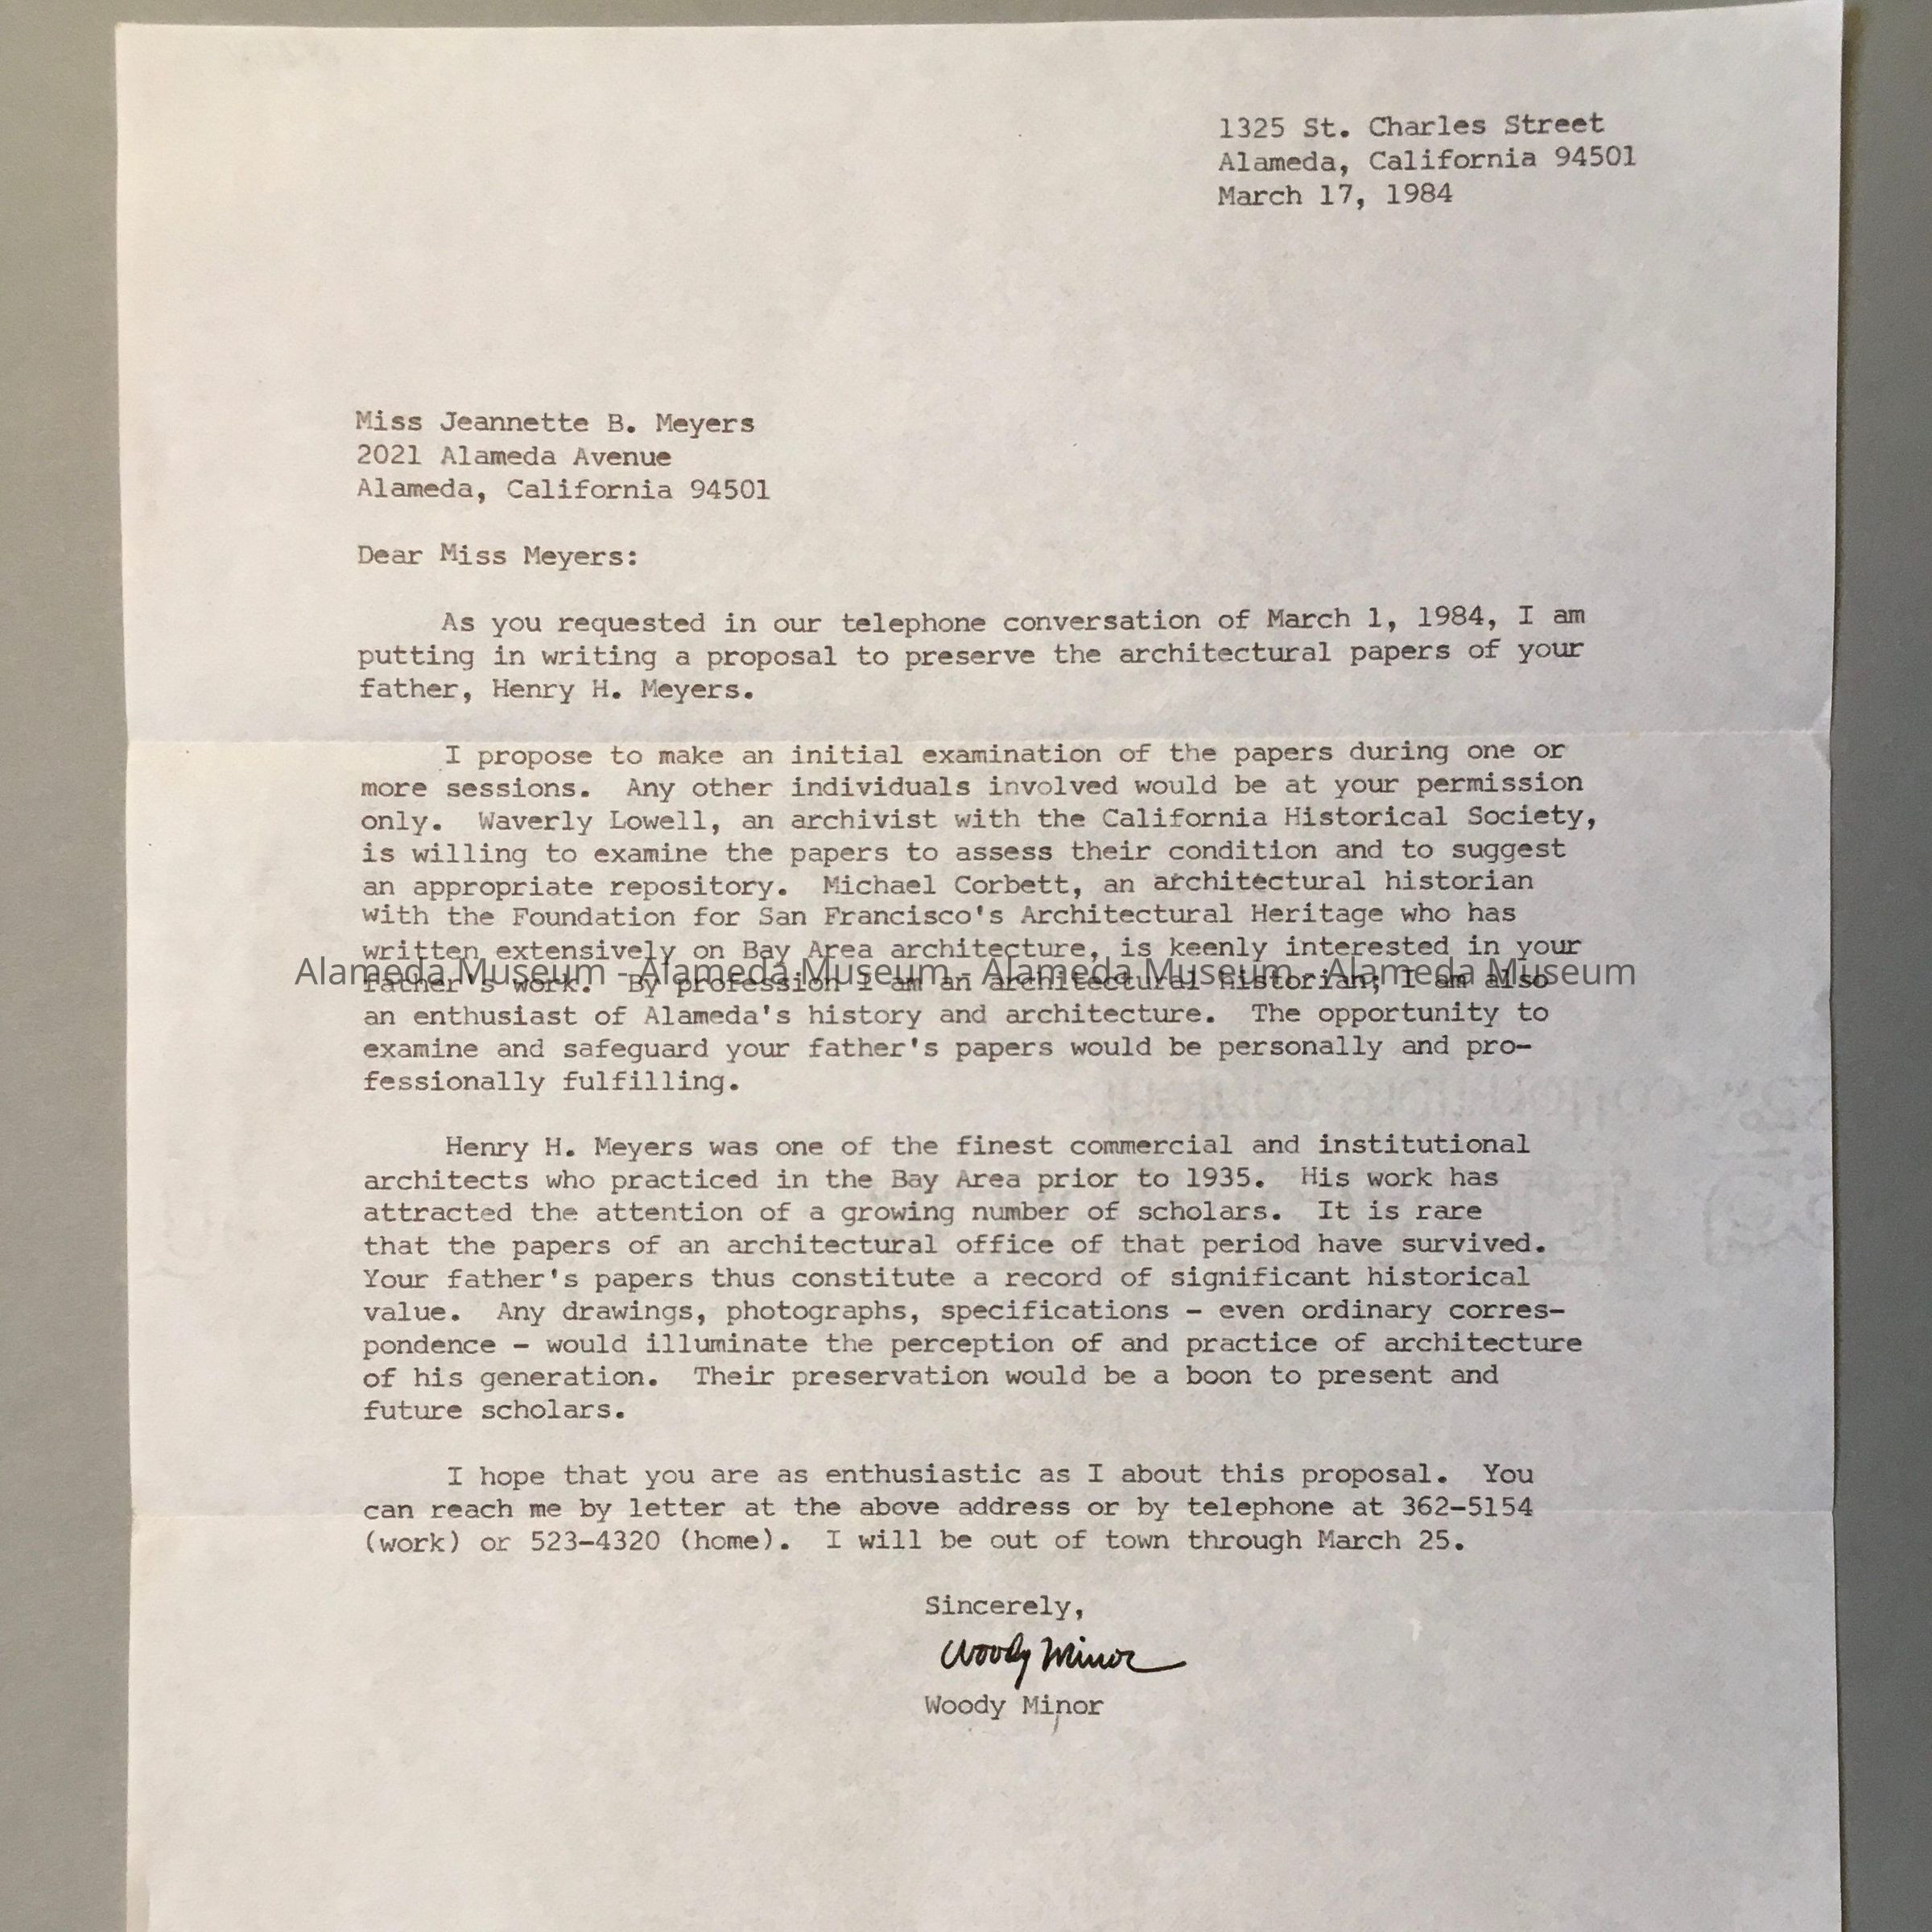 1325 St. Charles Street
Alameda, California 94501
March 17, 1984
Miss Jeannette B. Meyers
2021 Alameda Avenue
Alameda, California 94501
Dear Miss Meyers:
As you requested in our telephone conversation of March 1, 1984, I am
putting in writing a proposal to preserve the architectural papers of your
father, Henry H. Meyers.
I propose to make an initial examination of the papers during one or
more sessions.  Any other individuals involved would be at your permission
only.  Waverly Lowell, an archivist with the California Historical Society,
is willing to examine the papers to assess their condition and to suggest
an appropriate repository.  Michael Corbett, an architectural historian
with the Foundation for San Francisco's Architectural Heritage who has
written extensively on Bay Area architecture, is keenly interested in your
Alameda Museum - Alameda Museum - Alameda Museum - Alameda Museum
father's work.  By profession I am an architectural historian; I am also
an enthusiast of Alameda's history and architecture.  The opportunity to
examine and safeguard your father's papers would be personally and pro-
fessionally fulfilling.
Henry H. Meyers was one of the finest commercial and institutional
architects who practiced in the Bay Area prior to 1935.  His work has
attracted the attention of a growing number of scholars.  It is rare
that the papers of an architectural office of that period have survived.
Your father's papers thus constitute a record of significant historical
value.  Any drawings, photographs, specifications - even ordinary corres-
pondence - would illuminate the perception of and practice of architecture
of his generation.  Their preservation would be a boon to present and
future scholars.
I hope that you are as enthusiastic as I about this proposal.  You
can reach me by letter at the above address or by telephone at 362-5154
(work) or 523-4320 (home).  I will be out of town through March 25.
Sincerely,
Woody Minor
Woody Minor